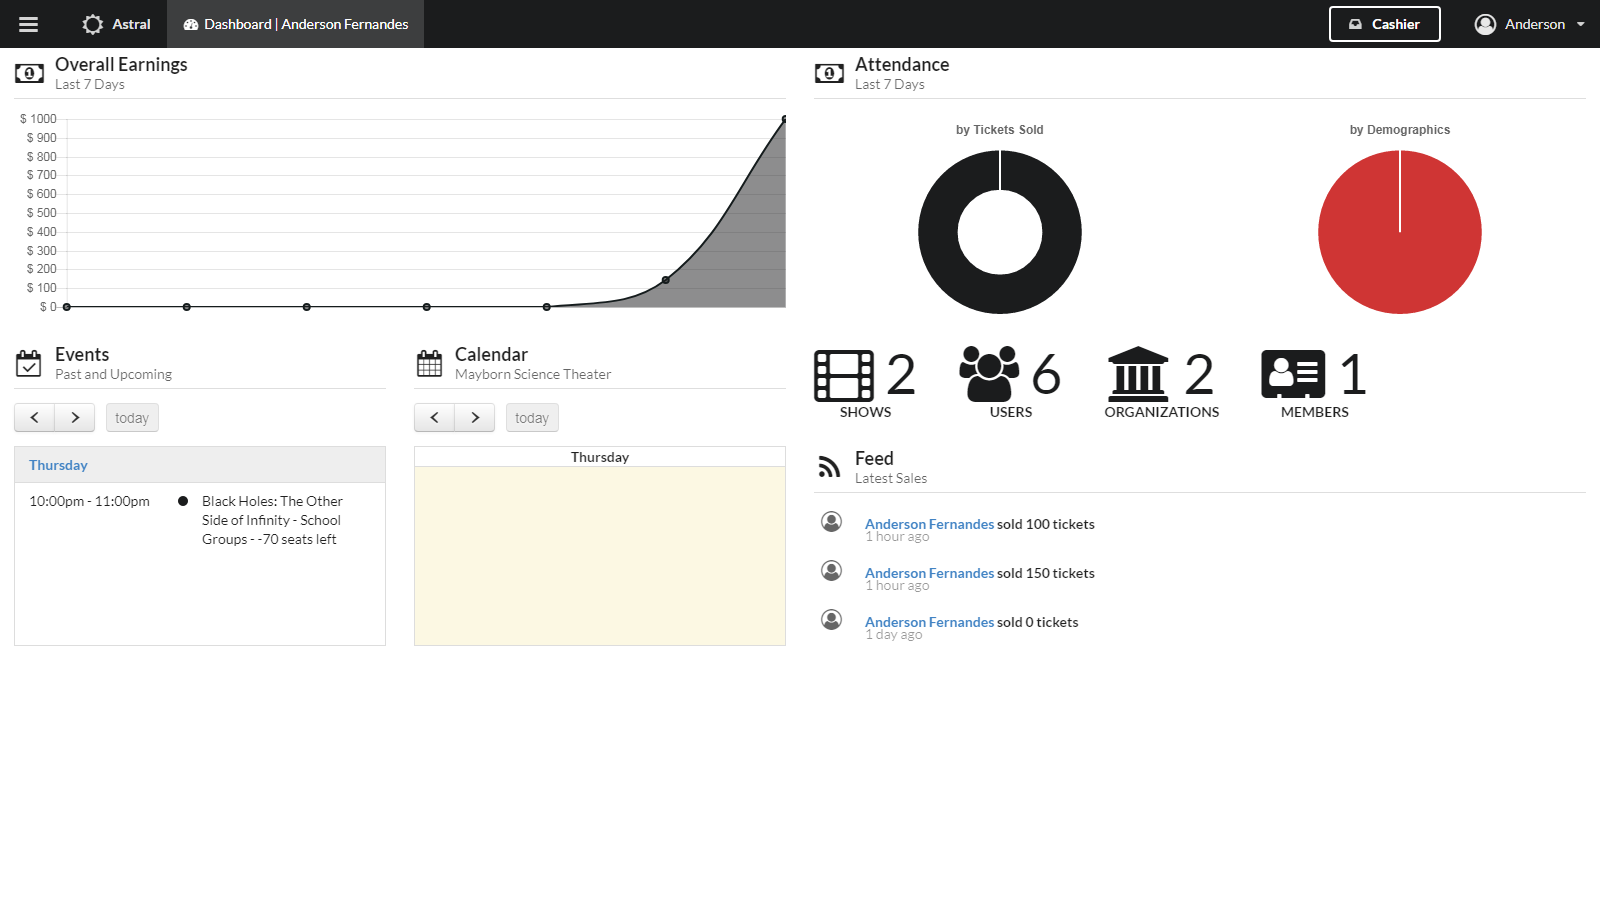 Astral
Dashboard | Anderson Fernandes
Cashier
Anderson
Overall Earnings
Last 7 Days
$ 1000
$ 900
$ 800
$ 700
$ 600
$ 500
$ 400
$ 300
$ 200
$ 100
$ 0
Attendance
Last 7 Days
by Tickets Sold
by Demographics
Events
Past and Upcoming
today
Thursday
10:00pm - 11:00pm
Black Holes: The Other
Side of Infinity - School
Groups - -70 seats left
Calendar
Mayborn Science Theater
today
Thursday
2
SHOWS
6
USERS
2
ORGANIZATIONS
1
MEMBERS
Feed
Latest Sales
Anderson Fernandes sold 100 tickets
1 hour ago
Anderson Fernandes sold 150 tickets
1 hour ago
Anderson Fernandes sold 0 tickets
1 day ago